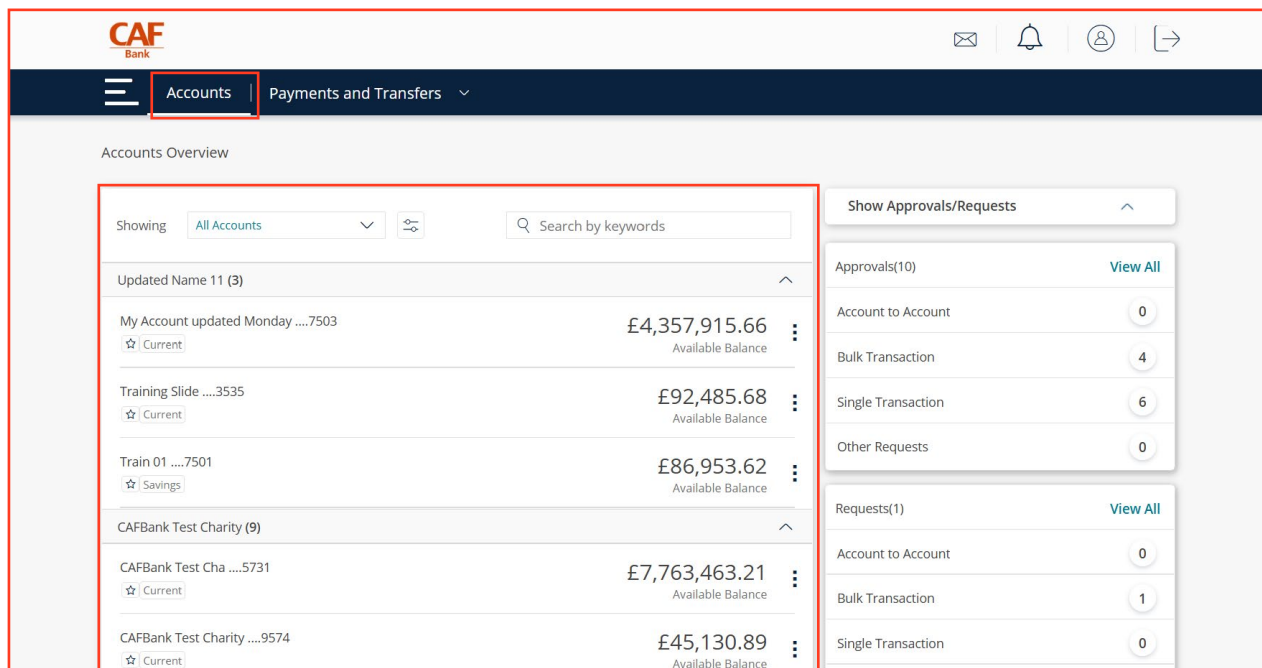 CAF
Bank
Accounts
Payments and Transfers
Accounts Overview
Showing
All Accounts
Search by keywords
Updated Name 11 (3)
My Account updated Monday ....7503
£4,357,915.66
Current
Available Balance
Training Slide ....3535
£92,485.68
Current
Available Balance
Train 01 ....7501
£86,953.62
Savings
Available Balance
CAFBank Test Charity (9)
CAFBank Test Cha ....5731
£7,763,463.21
Current
Available Balance
CAFBank Test Charity ....9574
£45,130.89
Current
Available Balance
Show Approvals/Requests
Approvals(10) View All
Account to Account 0
Bulk Transaction 4
Single Transaction 6
Other Requests 0
Requests(1) View All
Account to Account 0
Bulk Transaction 1
Single Transaction 0